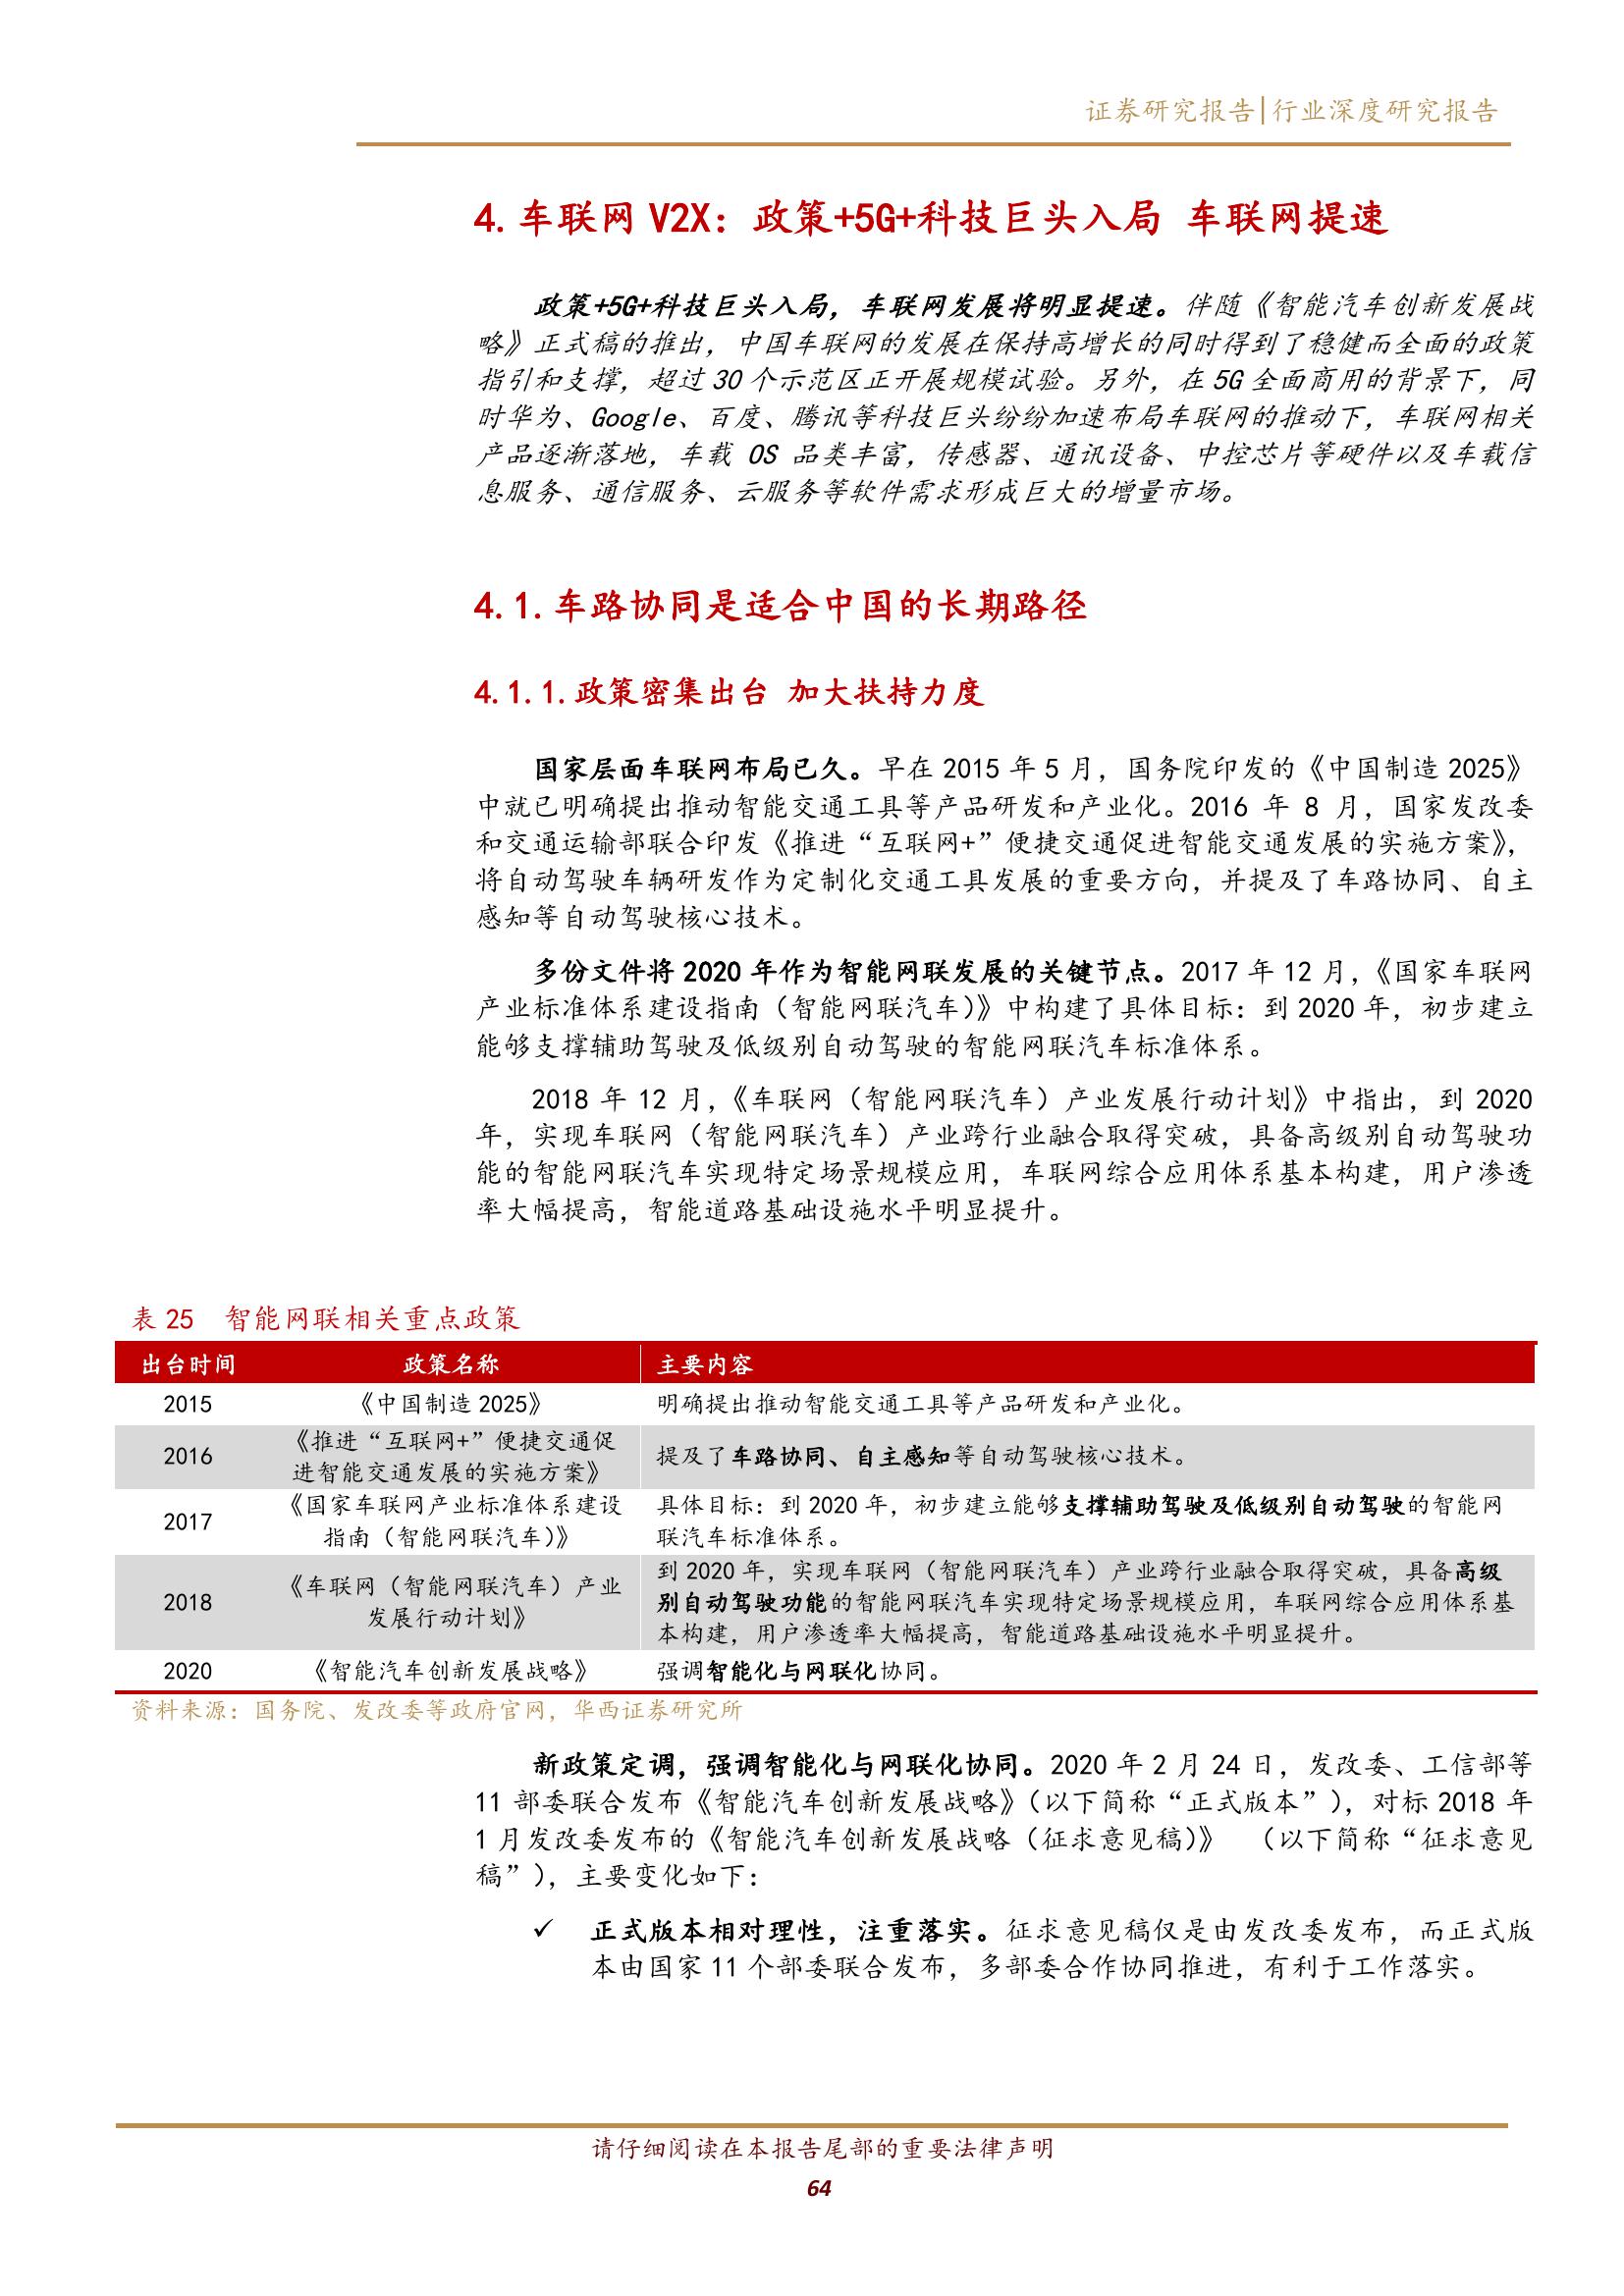 证券研究报告|行业深度研究报告
4. 车联网 V2X：政策+5G+科技巨头入局 车联网提速
政策+5G+科技巨头入局，车联网发展将明显提速。伴随《智能汽车创新发展战
略》正式稿的推出，中国车联网的发展在保持高增长的同时得到了稳健而全面的政策
指引和支撑，超过 30 个示范区正开展规模试验。另外，在 5G 全面商用的背景下，同
时华为、Google、百度、腾讯等科技巨头纷纷加速布局车联网的推动下，车联网相关
产品逐渐落地，车载 OS 品类丰富，传感器、通讯设备、中控芯片等硬件以及车载信
息服务、通信服务、云服务等软件需求形成巨大的增量市场。
4.1. 车路协同是适合中国的长期路径
4.1.1. 政策密集出台 加大扶持力度
国家层面车联网布局已久。早在 2015 年 5 月，国务院印发的《中国制造 2025》
中就已明确提出推动智能交通工具等产品研发和产业化。2016 年 8 月，国家发改委
和交通运输部联合印发《推进“互联网+”便捷交通促进智能交通发展的实施方案》，
将自动驾驶车辆研发作为定制化交通工具发展的重要方向，并提及了车路协同、自主
感知等自动驾驶核心技术。
多份文件将 2020 年作为智能网联发展的关键节点。2017 年 12 月，《国家车联网
产业标准体系建设指南（智能网联汽车）》中构建了具体目标：到 2020 年，初步建立
能够支撑辅助驾驶及低级别自动驾驶的智能网联汽车标准体系。
2018 年 12 月，《车联网（智能网联汽车）产业发展行动计划》中指出，到 2020
年，实现车联网（智能网联汽车）产业跨行业融合取得突破，具备高级别自动驾驶功
能的智能网联汽车实现特定场景规模应用，车联网综合应用体系基本构建，用户渗透
率大幅提高，智能道路基础设施水平明显提升。
表 25 智能网联相关重点政策
出台时间 政策名称 主要内容
2015 《中国制造 2025》 明确提出推动智能交通工具等产品研发和产业化。
2016 《推进“互联网+”便捷交通促
进智能交通发展的实施方案》 提及了车路协同、自主感知等自动驾驶核心技术。
2017 《国家车联网产业标准体系建设
指南（智能网联汽车）》 具体目标：到 2020 年，初步建立能够支撑辅助驾驶及低级别自动驾驶的智能网
联汽车标准体系。
2018 《车联网（智能网联汽车）产业
发展行动计划》 到 2020 年，实现车联网（智能网联汽车）产业跨行业融合取得突破，具备高级
别自动驾驶功能的智能网联汽车实现特定场景规模应用，车联网综合应用体系基
本构建，用户渗透率大幅提高，智能道路基础设施水平明显提升。
2020 《智能汽车创新发展战略》 强调智能化与网联化协同。
资料来源：国务院、发改委等政府官网，华西证券研究所
新政策定调，强调智能化与网联化协同。2020 年 2 月 24 日，发改委、工信部等
11 部委联合发布《智能汽车创新发展战略》（以下简称“正式版本”），对标 2018 年
1 月发改委发布的《智能汽车创新发展战略（征求意见稿）》 （以下简称“征求意见
稿”），主要变化如下：
✓ 正式版本相对理性，注重落实。征求意见稿仅是由发改委发布，而正式版
本由国家 11 个部委联合发布，多部委合作协同推进，有利于工作落实。
请仔细阅读在本报告尾部的重要法律声明
64